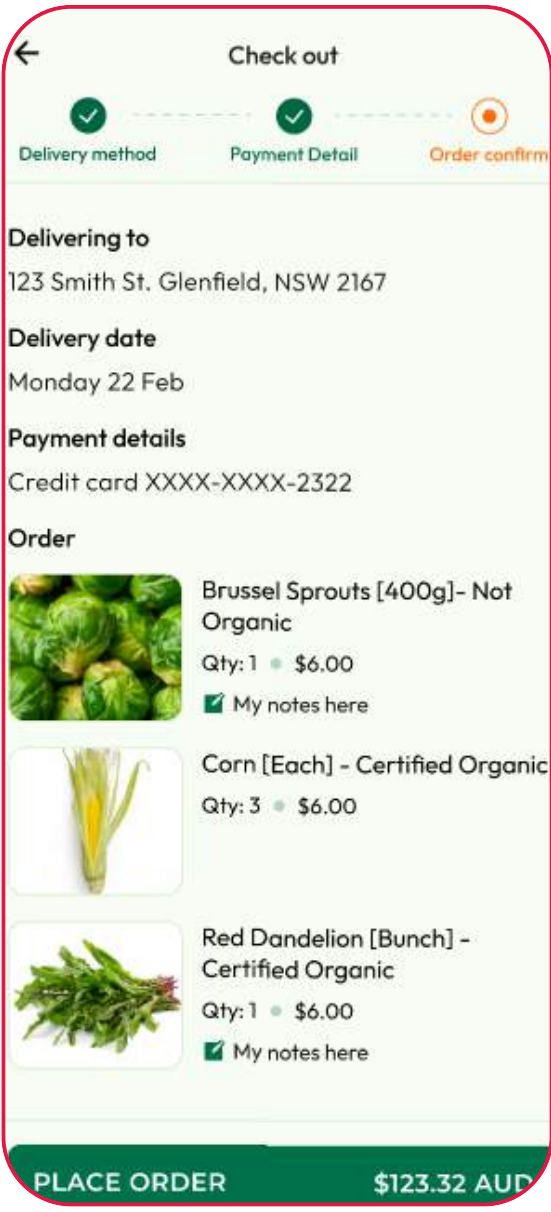 Check out
Delivery method
Payment Detail
Order confirm
Delivering to
123 Smith St. Glenfield, NSW 2167
Delivery date
Monday 22 Feb
Payment details
Credit card XXXX-XXXX-2322
Order
Brussel Sprouts [400g]- Not
Organic
Qty: 1 • $6.00
My notes here
Corn [Each] - Certified Organic
Qty: 3 • $6.00
Red Dandelion [Bunch] -
Certified Organic
Qty: 1 • $6.00
My notes here
PLACE ORDER $123.32 AUD